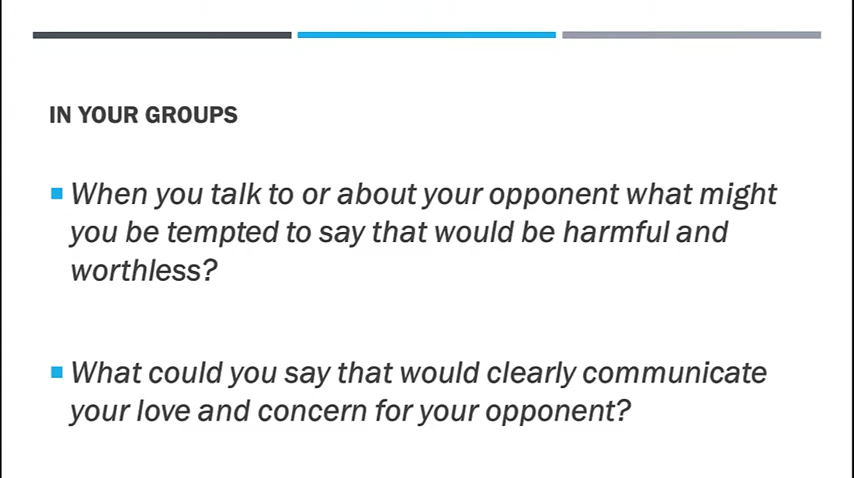 IN YOUR GROUPS
When you talk to or about your opponent what might
you be tempted to say that would be harmful and
worthless?
What could you say that would clearly communicate
your love and concern for your opponent?